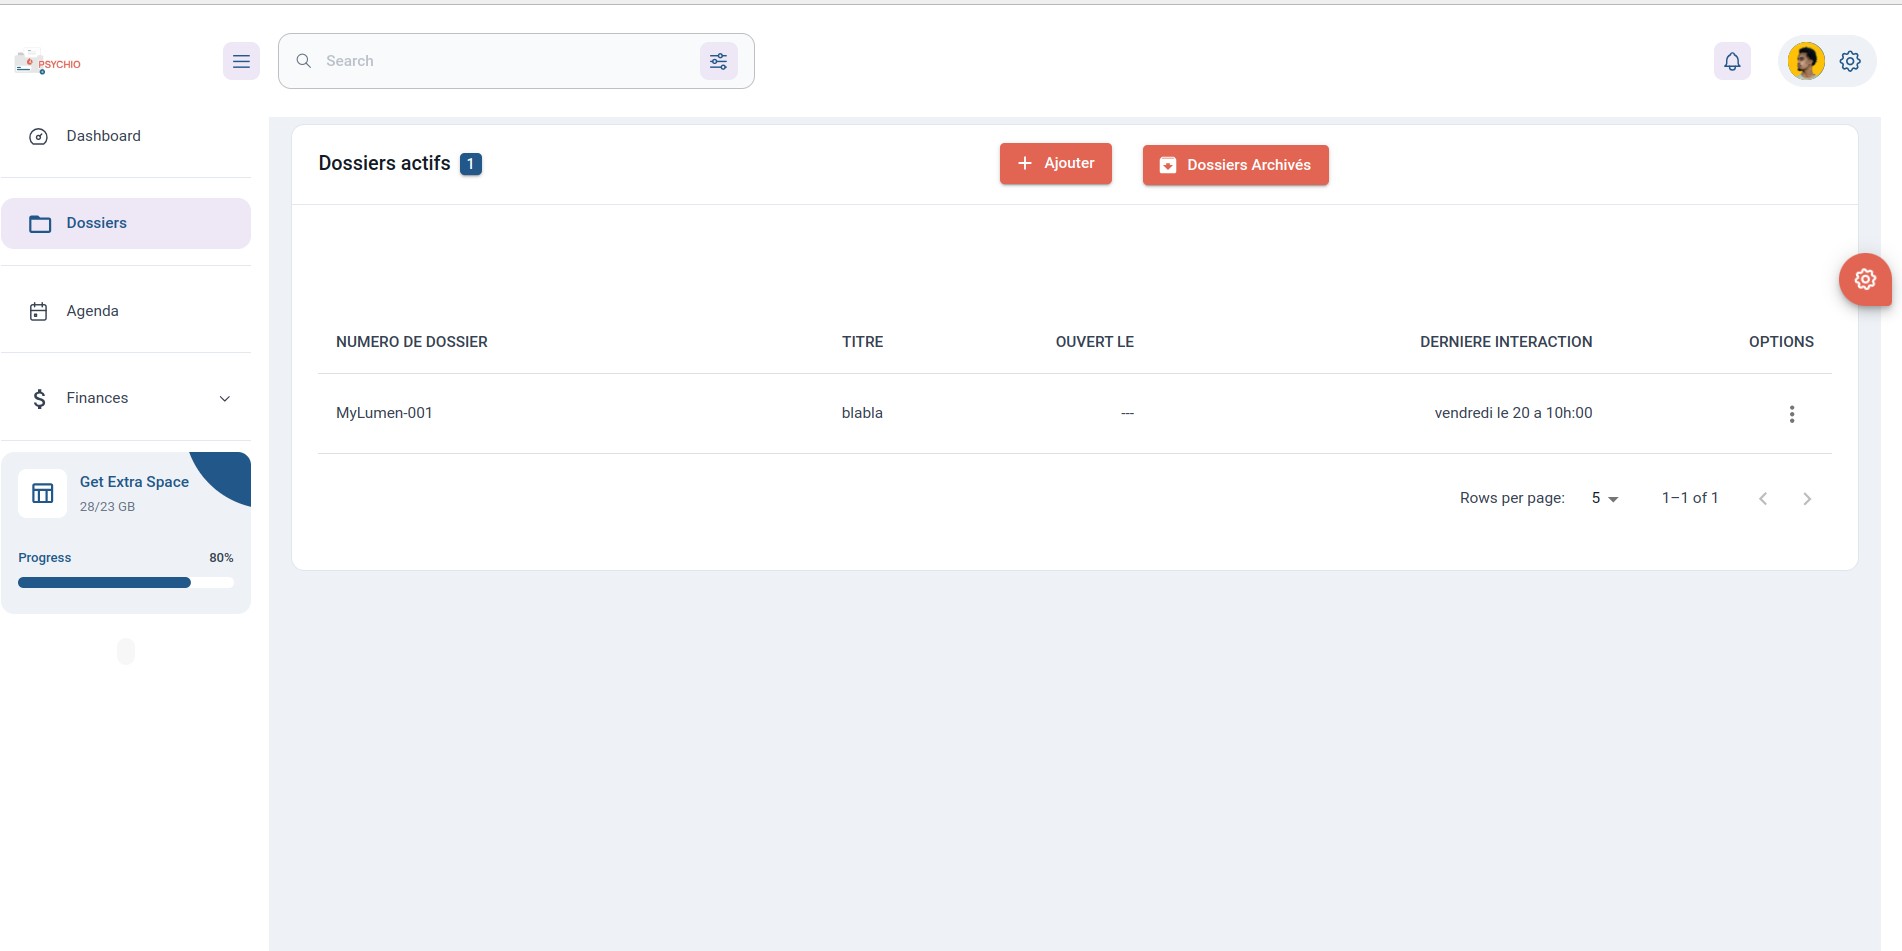 PSYCHIO
Search
Dashboard
Dossiers
Agenda
Finances
Get Extra Space
28/23 GB
Progress 80%
Dossiers actifs 1
Ajouter
Dossiers Archivés
NUMERO DE DOSSIER TITRE OUVERT LE DERNIERE INTERACTION OPTIONS
MyLumen-001 blabla --- vendredi le 20 a 10h:00
Rows per page: 5 1–1 of 1